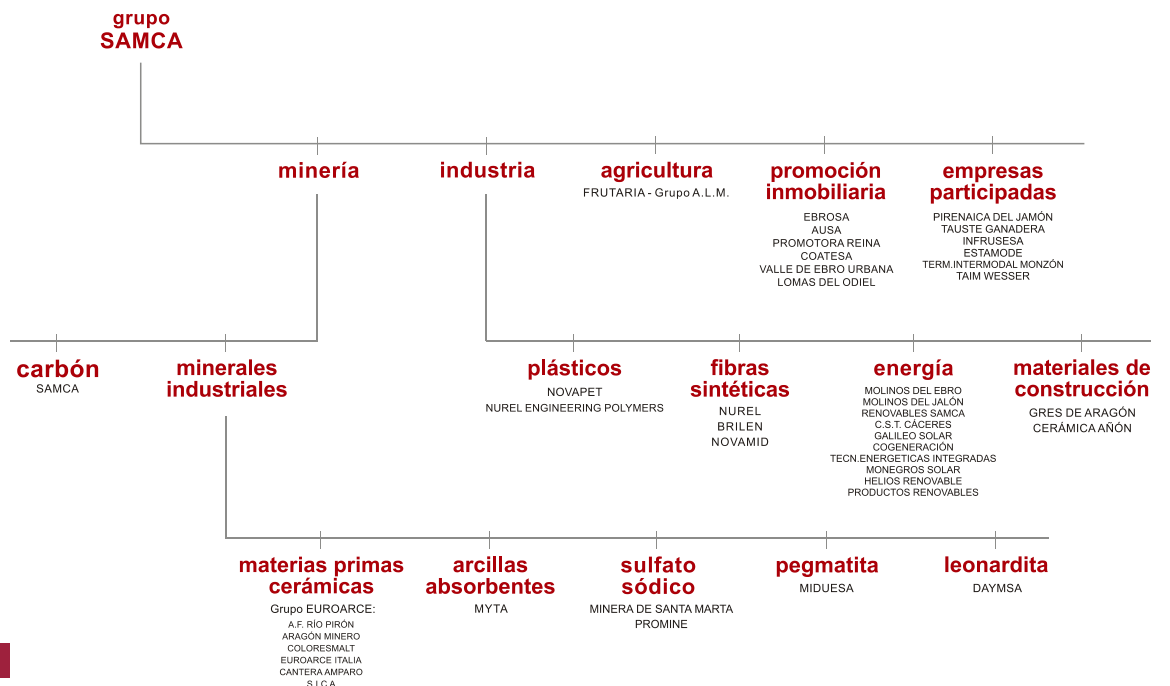 grupo
SAMCA
minería
industria
agricultura
FRUTARIA - Grupo A.L.M.
promoción
inmobiliaria
EBROSA
AUSA
PROMOTORA REINA
COATESA
VALLE DE EBRO URBANA
LOMAS DEL ODIEL
empresas
participadas
PIRENAICA DEL JAMÓN
TAUSTE GANADERA
INFRUSESA
ESTAMODE
TERM.INTERMODAL MONZÓN
TAIM WESSER
carbón
SAMCA
minerales
industriales
plásticos
NOVAPET
NUREL ENGINEERING POLYMERS
fibras
sintéticas
NUREL
BRILEN
NOVAMID
energía
MOLINOS DEL EBRO
MOLINOS DEL JALÓN
RENOVABLES SAMCA
C.S.T. CÁCERES
GALILEO SOLAR
COGENERACIÓN
TECN.ENERGETICAS INTEGRADAS
MONEGROS SOLAR
HELIOS RENOVABLE
PRODUCTOS RENOVABLES
materiales de
construcción
GRES DE ARAGÓN
CERÁMICA AÑÓN
materias primas
cerámicas
Grupo EUROARCE:
A.F. RÍO PIRÓN
ARAGÓN MINERO
COLORESMALT
EUROARCE ITALIA
CANTERA AMPARO
S.I.C.A.
arcillas
absorbentes
MYTA
sulfato
sódico
MINERA DE SANTA MARTA
PROMINE
pegmatita
MIDUESA
leonardita
DAYMSA